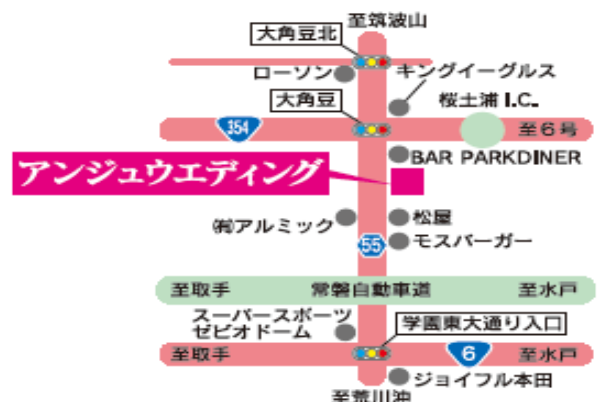 至筑波山
大角豆北
ローソン
キングイーグルス
大角豆
桜土浦 I.C.
354
至6号
BAR PARKDINER
アンジュウエディング
㈲アルミック
松屋
55
モスバーガー
至取手
常磐自動車道
至水戸
スーパースポーツ
ゼビオドーム
学園東大通り入口
至取手
6
至水戸
ジョイフル本田
至荒川沖